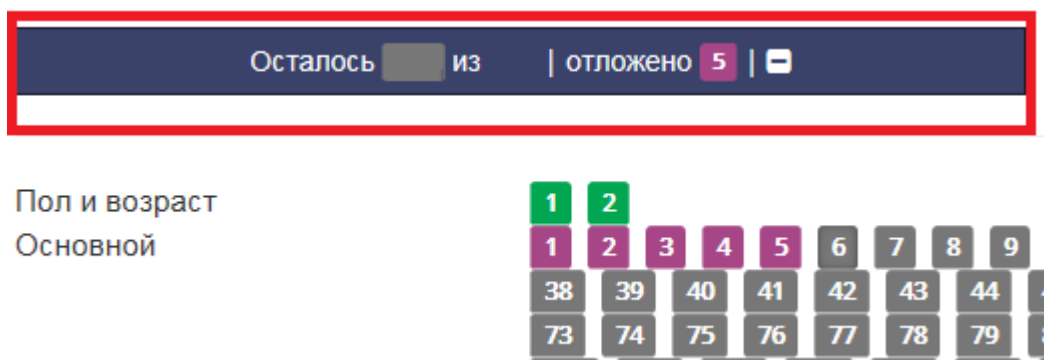 Осталось из | отложено 5 |
Пол и возраст 1 2
Основной 1 2 3 4 5 6 7 8 9
38 39 40 41 42 43 44
73 74 75 76 77 78 79